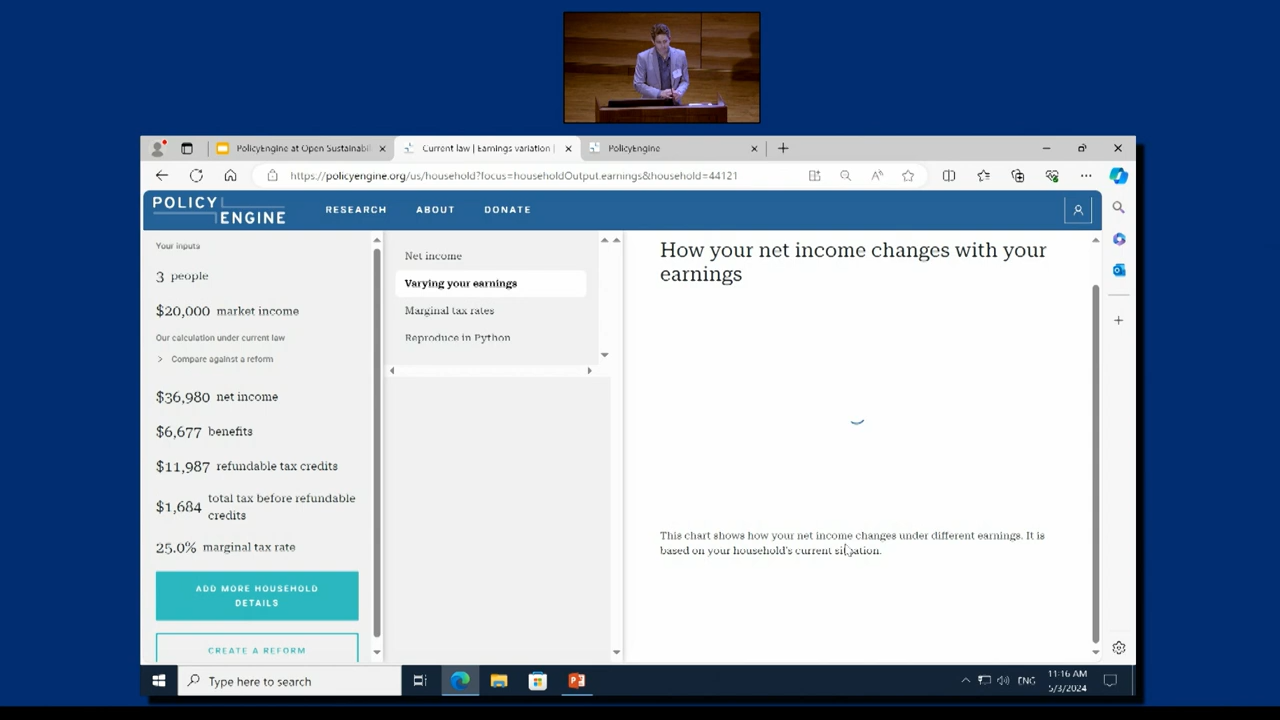 PolicyEngine at Open Sustainabil
Current law | Earnings variation |
PolicyEngine
https://policyengine.org/us/household?focus=householdOutput.earnings&household=44121
POLICY
ENGINE
RESEARCH
ABOUT
DONATE
Your inputs
3 people
$20,000 market income
Our calculation under current law
Compare against a reform
$36,980 net income
$6,677 benefits
$11,987 refundable tax credits
$1,684 total tax before refundable
credits
25.0% marginal tax rate
ADD MORE HOUSEHOLD
DETAILS
CREATE A REFORM
Net income
Varying your earnings
Marginal tax rates
Reproduce in Python
How your net income changes with your
earnings
This chart shows how your net income changes under different earnings. It is
based on your household's current situation.
Type here to search
ENG
11:16 AM
5/3/2024